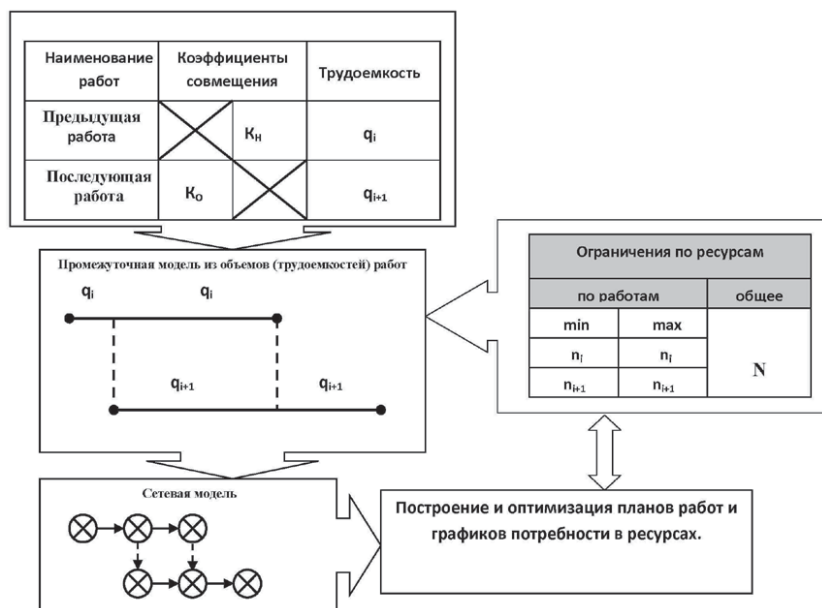 Наименование работ
Коэффициенты совмещения
Трудоемкость
Предыдущая работа
Kн
qi
Последующая работа
Ko
qi+1
Промежуточная модель из объемов (трудоемкостей) работ
qi qi
qi+1 qi+1
Ограничения по ресурсам
по работам общее
min max
ni ni
N
ni+1 ni+1
Сетевая модель
Построение и оптимизация планов работ и
графиков потребности в ресурсах.